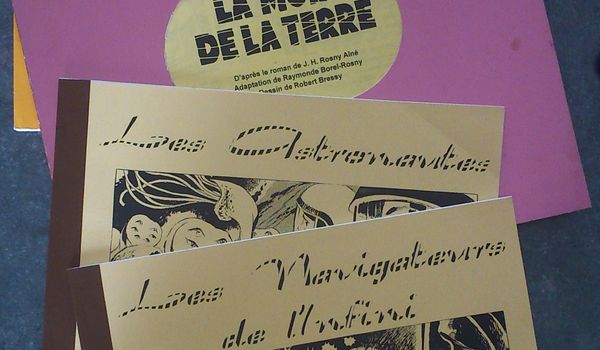 LA MORT
DE LA TERRE
D'après le roman de J. H. Rosny Aîné
Adaptation de Raymonde Borel-Rosny
Dessin de Robert Bressy
Les Astronautes
Les Navigateurs
de l'Infini